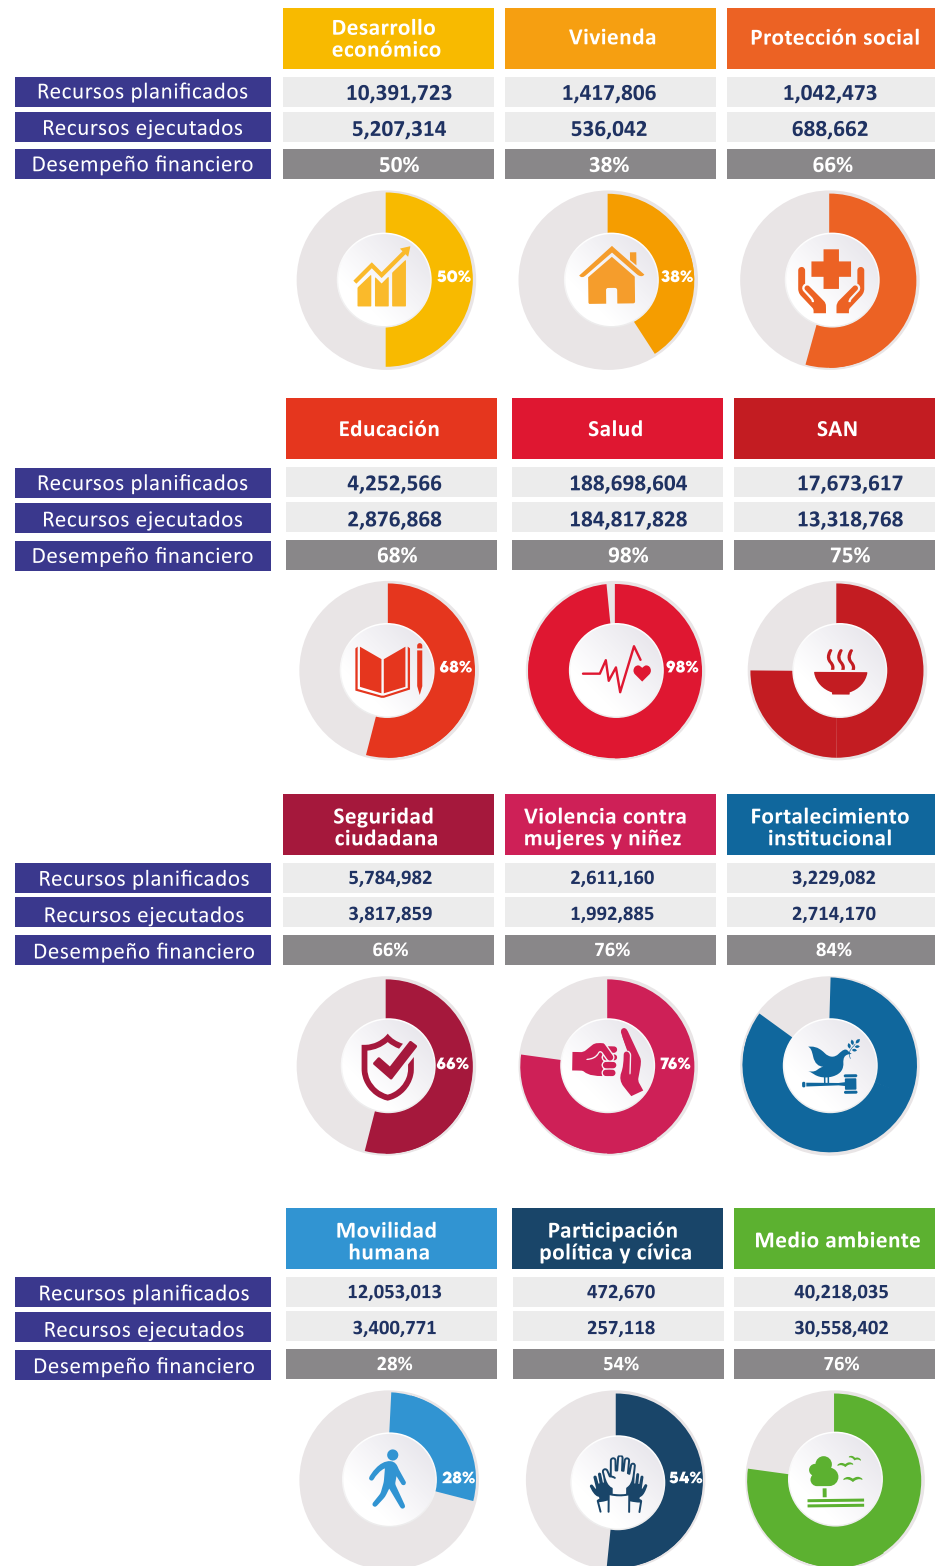 Desarrollo
económico
Vivienda
Protección social
Recursos planificados 10,391,723 1,417,806 1,042,473
Recursos ejecutados 5,207,314 536,042 688,662
Desempeño financiero 50% 38% 66%
50% 38%
Educación Salud SAN
Recursos planificados 4,252,566 188,698,604 17,673,617
Recursos ejecutados 2,876,868 184,817,828 13,318,768
Desempeño financiero 68% 98% 75%
68% 98%
Seguridad
ciudadana
Violencia contra
mujeres y niñez
Fortalecimiento
institucional
Recursos planificados 5,784,982 2,611,160 3,229,082
Recursos ejecutados 3,817,859 1,992,885 2,714,170
Desempeño financiero 66% 76% 84%
66% 76%
Movilidad
humana
Participación
política y cívica
Medio ambiente
Recursos planificados 12,053,013 472,670 40,218,035
Recursos ejecutados 3,400,771 257,118 30,558,402
Desempeño financiero 28% 54% 76%
28% 54%